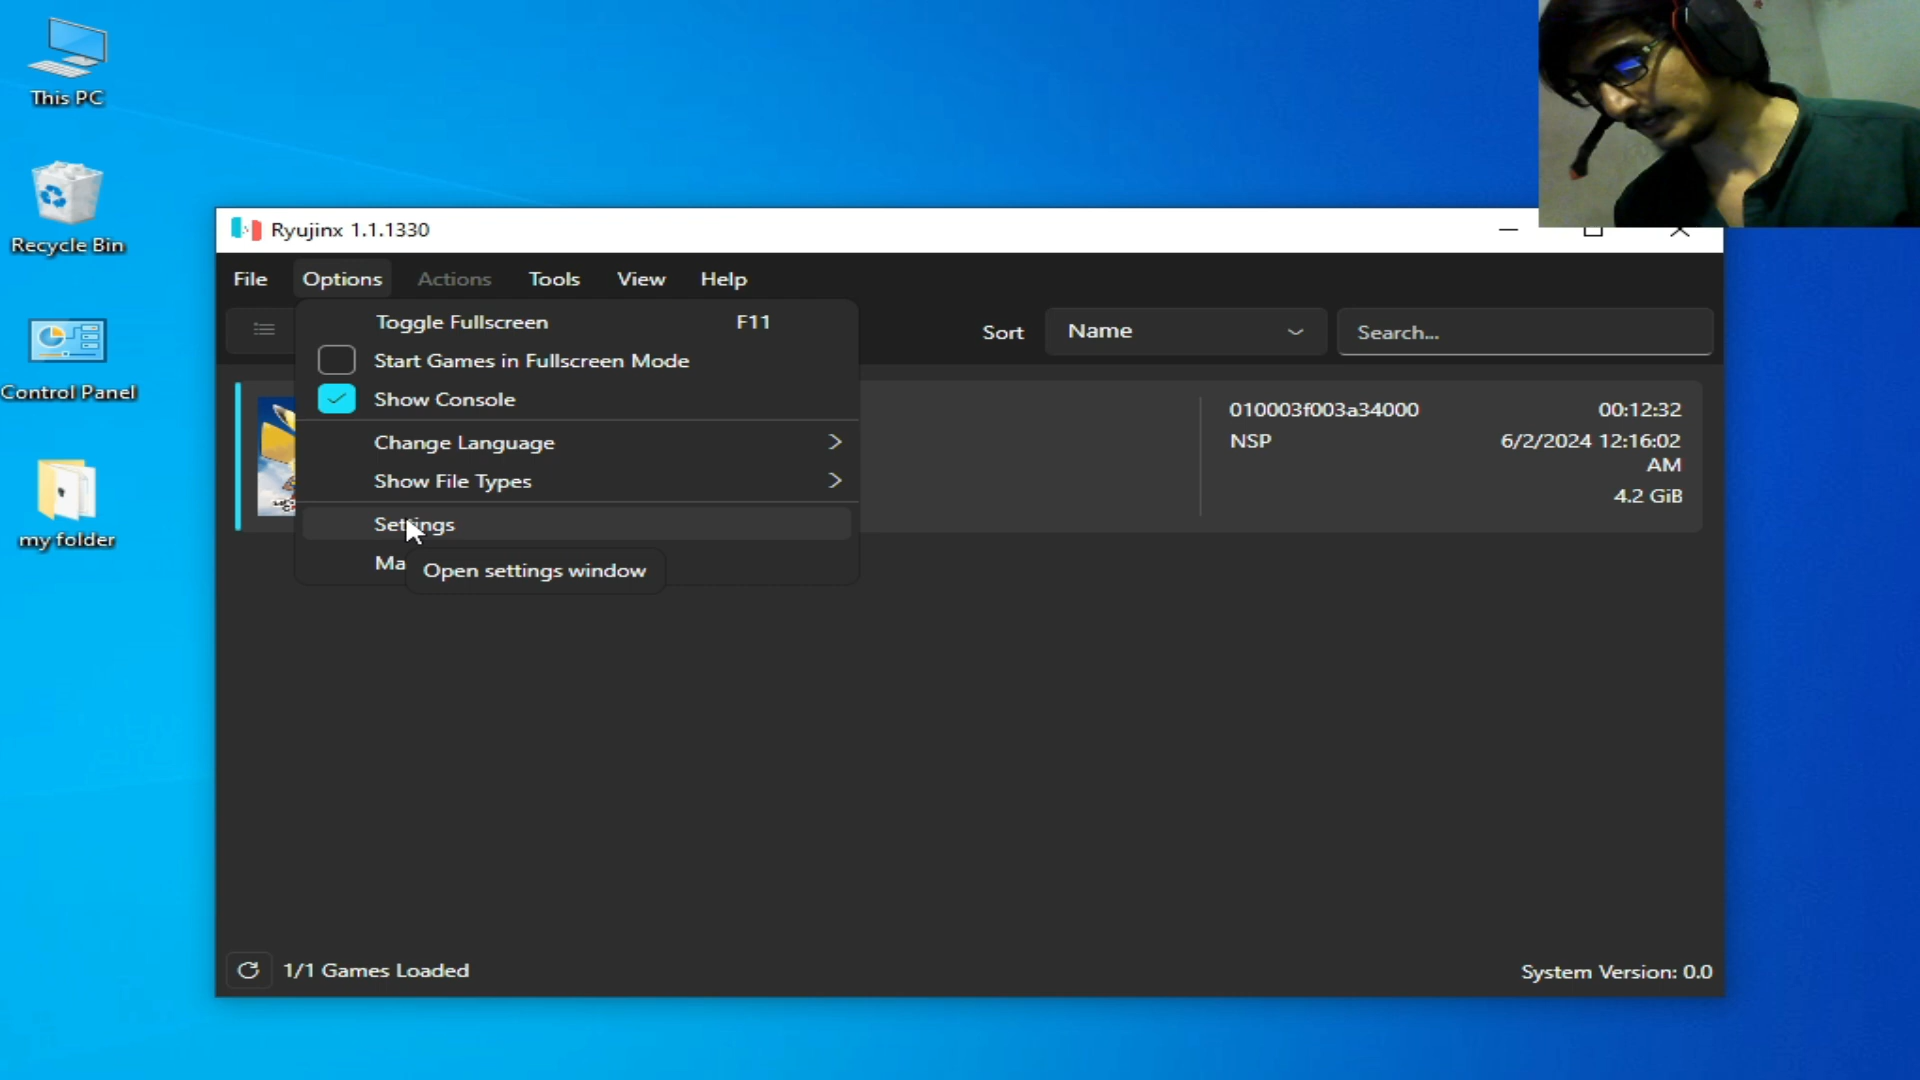 This PC
Recycle Bin
Control Panel
my folder
Ryujinx 1.1.1330
File Options Actions Tools View Help
Toggle Fullscreen F11
Start Games in Fullscreen Mode
Show Console
Change Language
Show File Types
Settings
Ma
Open settings window
Sort Name Search...
010003f003a34000 00:12:32
NSP 6/2/2024 12:16:02
AM
4.2 GiB
1/1 Games Loaded
System Version: 0.0